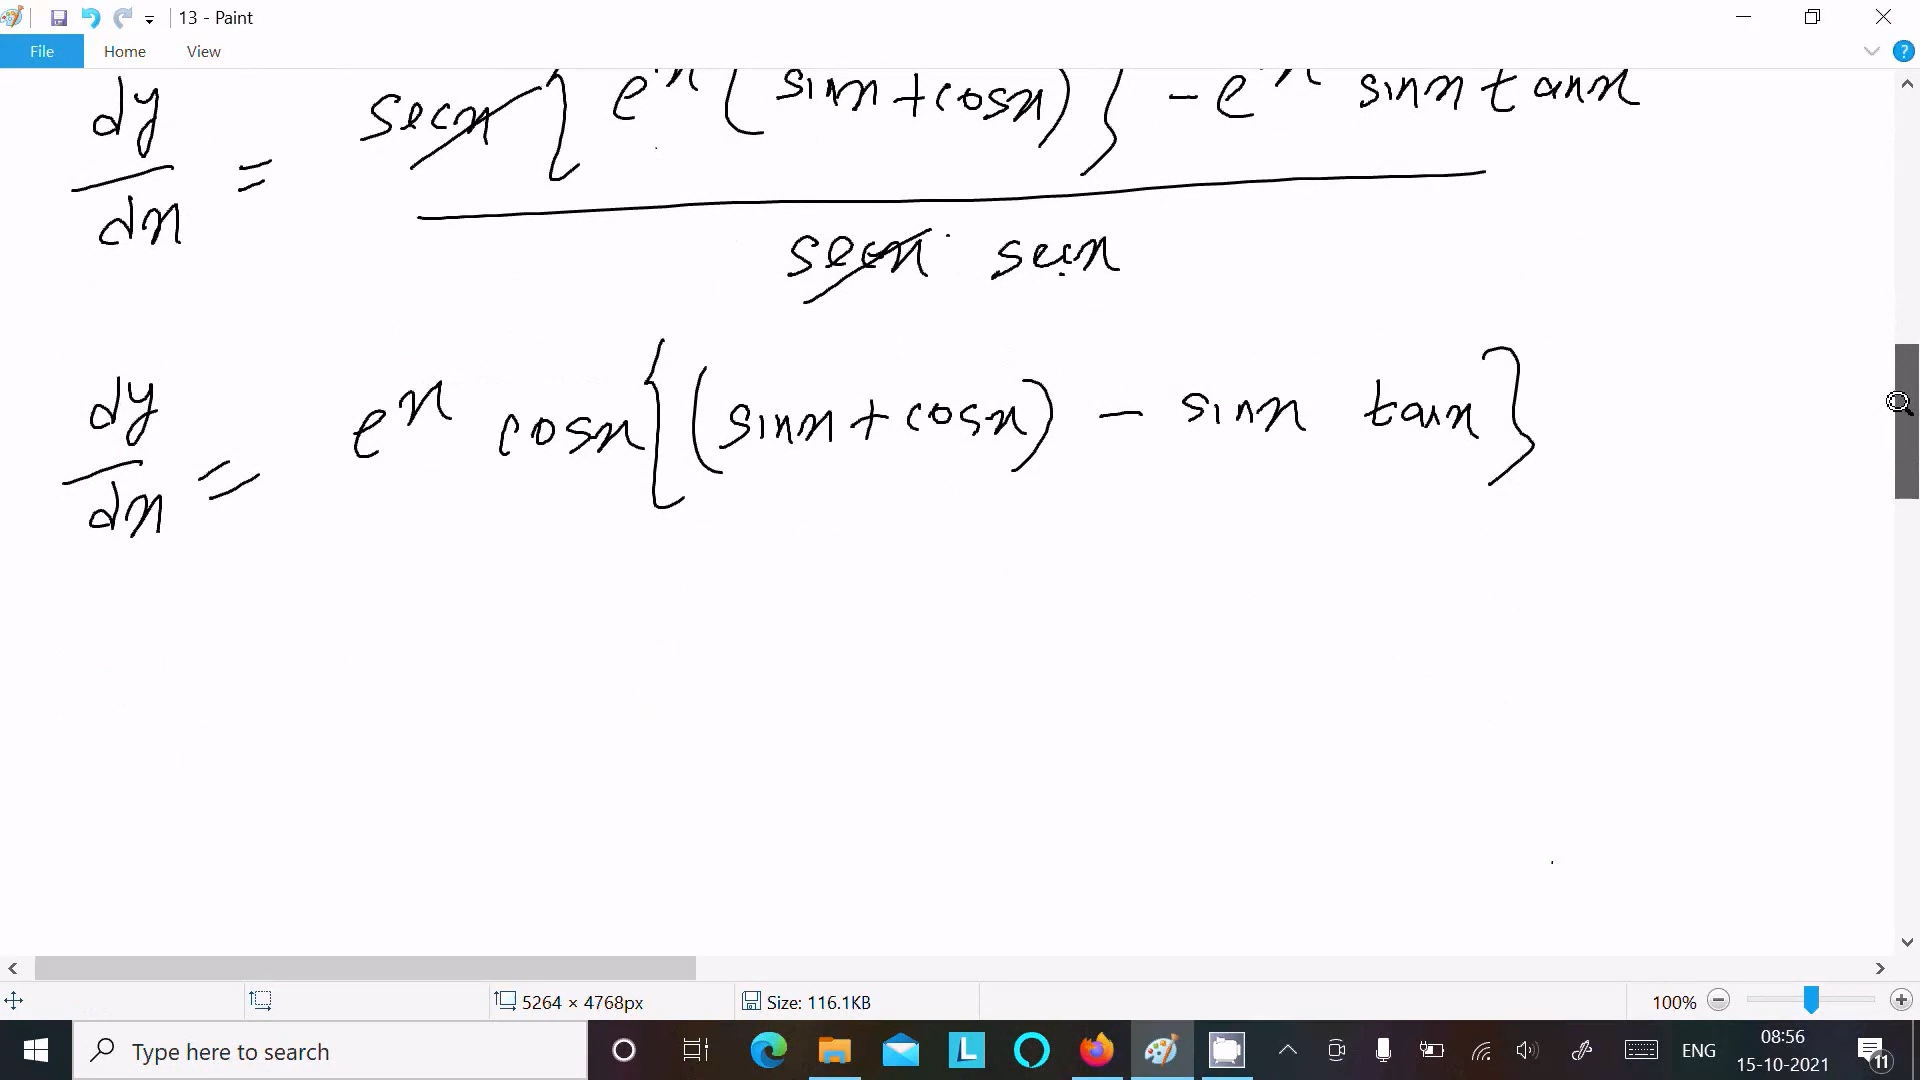 13 - Paint
File Home View
dy/dx = secx { e^x (sinx + cosx) } - e^x sinx tanx
secx secx
dy/dx = e^x cosx { (sinx + cosx) - sinx tanx }
5264 × 4768px Size: 116.1KB 100%
Type here to search
L
ENG
08:56
15-10-2021
11